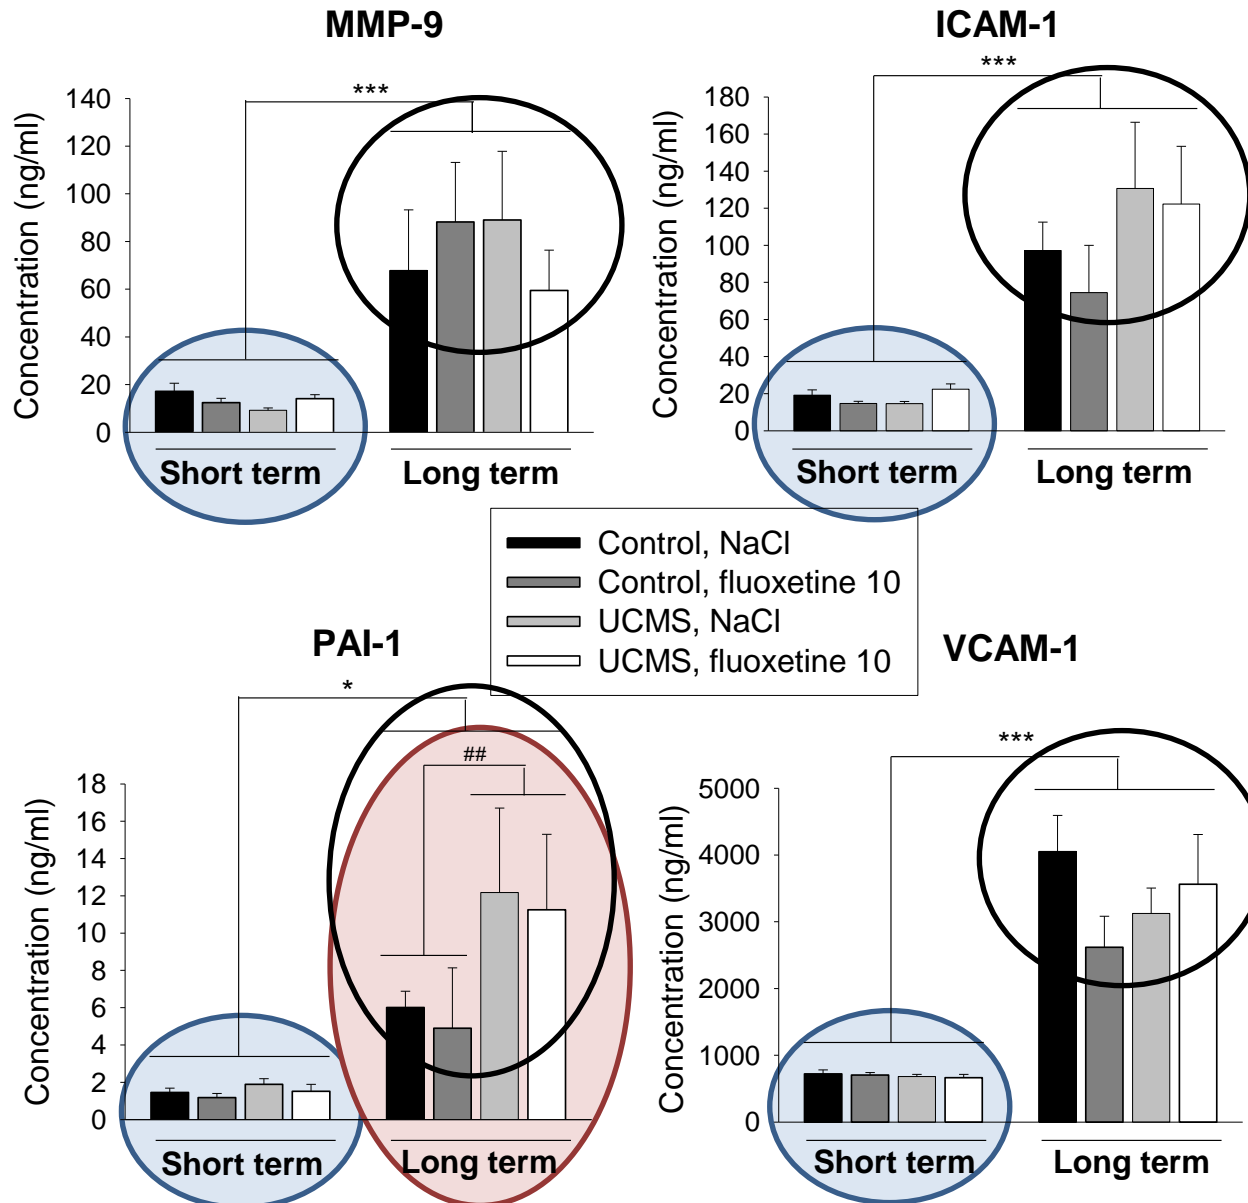 MMP-9
***
Concentration (ng/ml)
140
120
100
80
60
40
20
0
Short term
Long term
ICAM-1
***
Concentration (ng/ml)
180
160
140
120
100
80
60
40
20
0
Short term
Long term
Control, NaCl
Control, fluoxetine 10
UCMS, NaCl
UCMS, fluoxetine 10
PAI-1
*
##
Concentration (ng/ml)
18
16
14
12
10
8
6
4
2
0
Short term
Long term
VCAM-1
***
Concentration (ng/ml)
5000
4000
3000
2000
1000
0
Short term
Long term